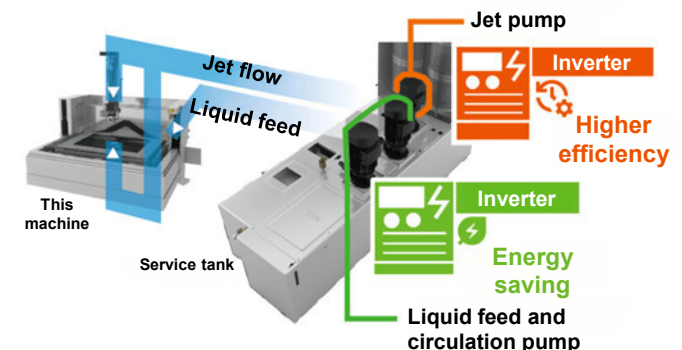 Jet pump
Inverter
Higher
efficiency
Jet flow
Liquid feed
This
machine
Service tank
Inverter
Energy
saving
Liquid feed and
circulation pump